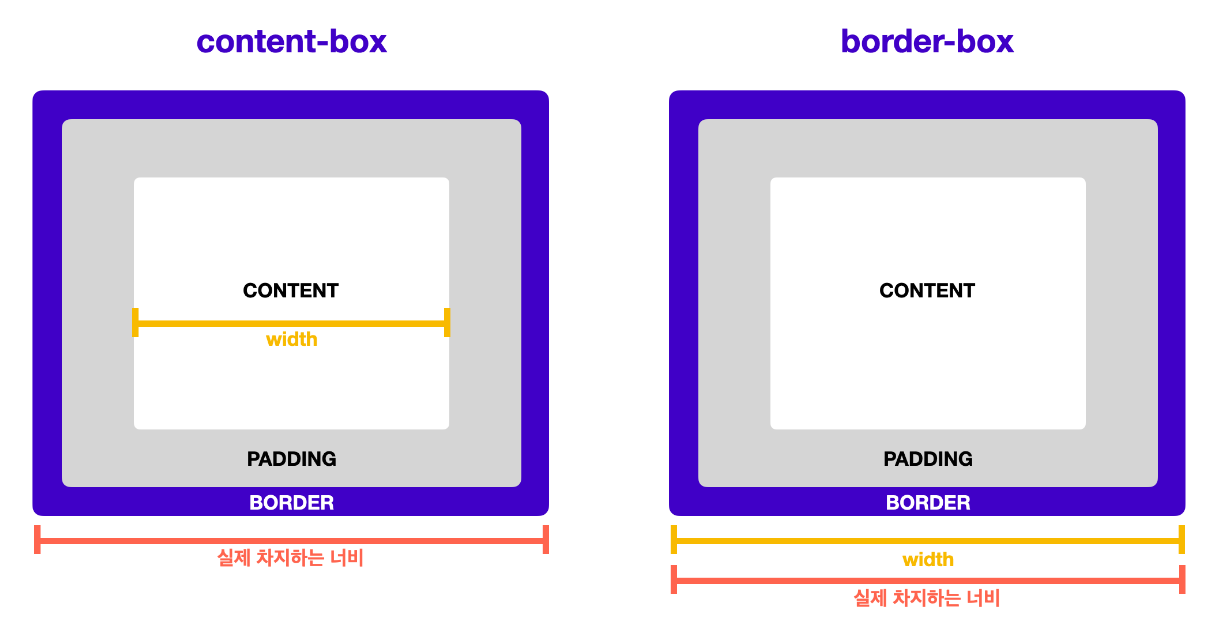 content-box
CONTENT
width
PADDING
BORDER
실제 차지하는 너비
border-box
CONTENT
PADDING
BORDER
width
실제 차지하는 너비